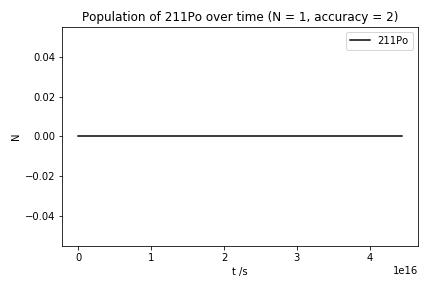 Population of 211Po over time (N = 1, accuracy = 2)
211Po
0.04
0.02
0.00
−0.02
−0.04
N
0 1 2 3 4
t /s
1e16